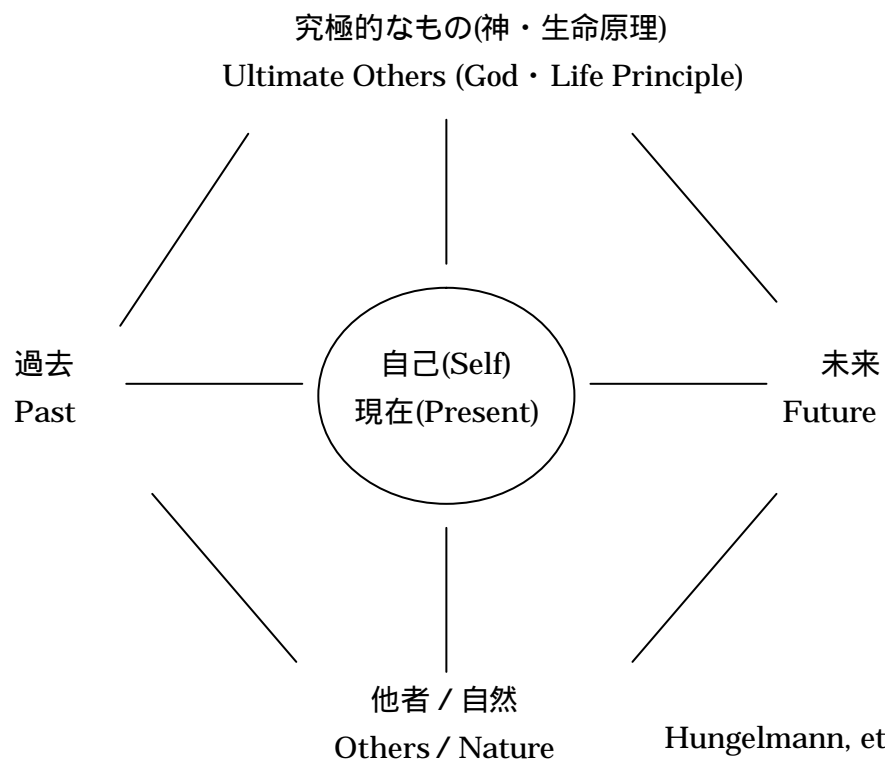 究極的なもの(神・生命原理)
Ultimate Others (God・Life Principle)
過去
Past
自己(Self)
現在(Present)
未来
Future
他者 / 自然
Others / Nature
Hungelmann, et